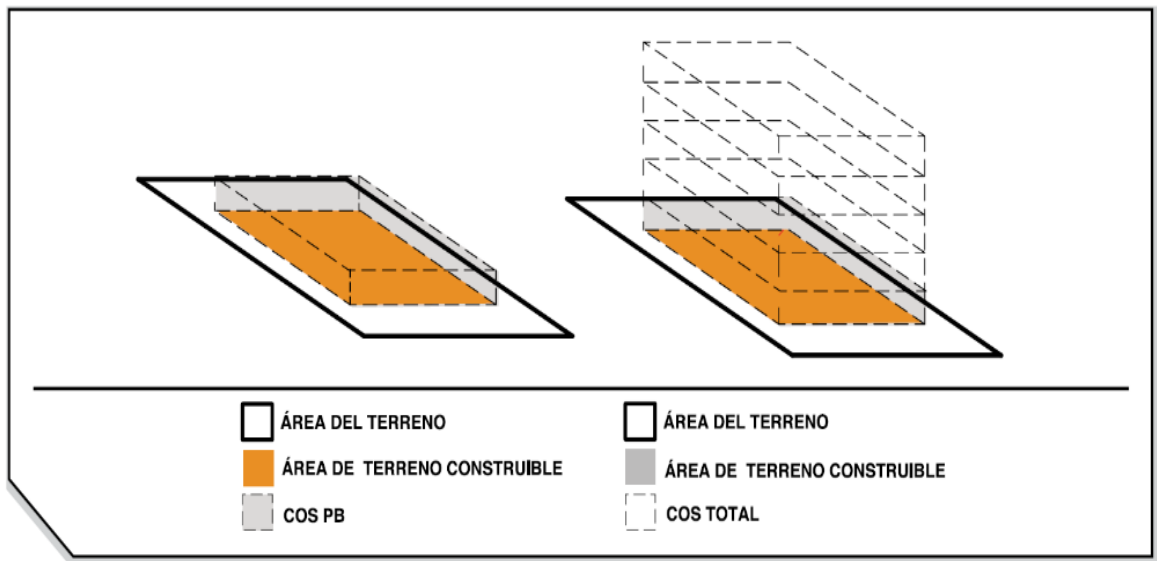 ÁREA DEL TERRENO
ÁREA DE TERRENO CONSTRUIBLE
COS PB
ÁREA DEL TERRENO
ÁREA DE TERRENO CONSTRUIBLE
COS TOTAL